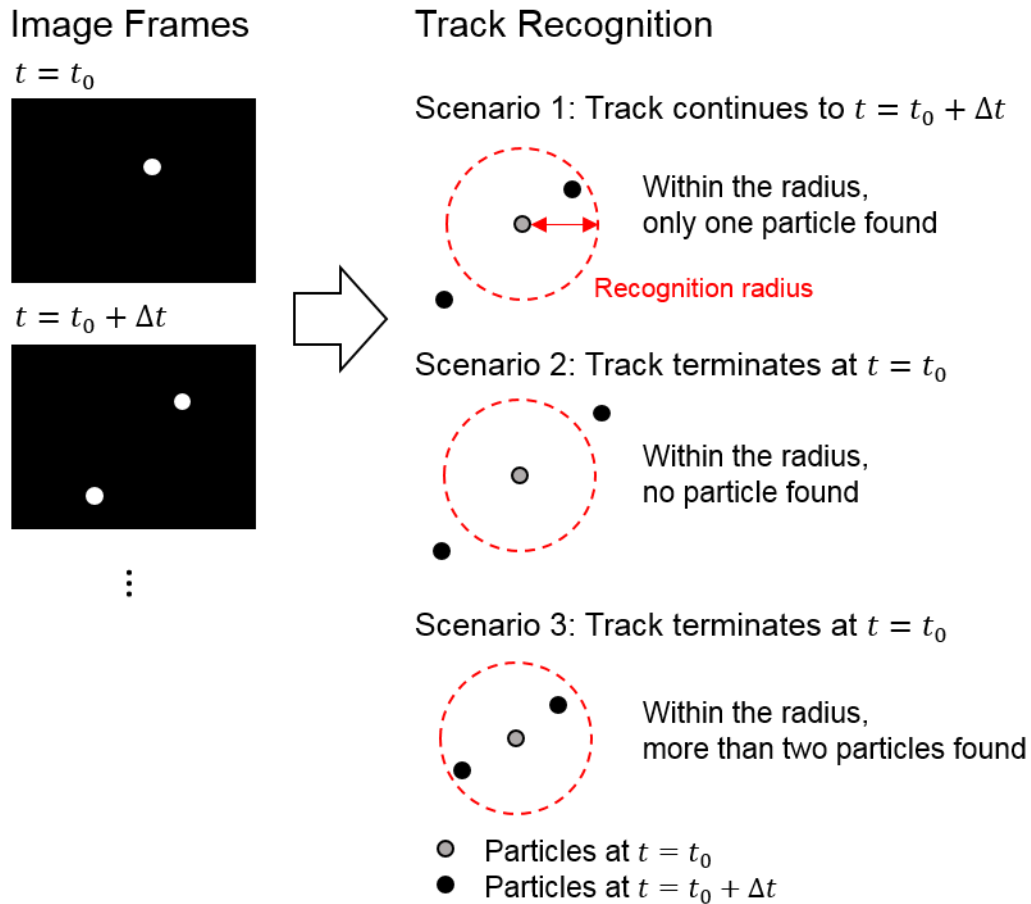 Image Frames
t = t₀
t = t₀ + Δt
⋮
Track Recognition
Scenario 1: Track continues to t = t₀ + Δt
Within the radius,
only one particle found
Recognition radius
Scenario 2: Track terminates at t = t₀
Within the radius,
no particle found
Scenario 3: Track terminates at t = t₀
Within the radius,
more than two particles found
Particles at t = t₀
Particles at t = t₀ + Δt